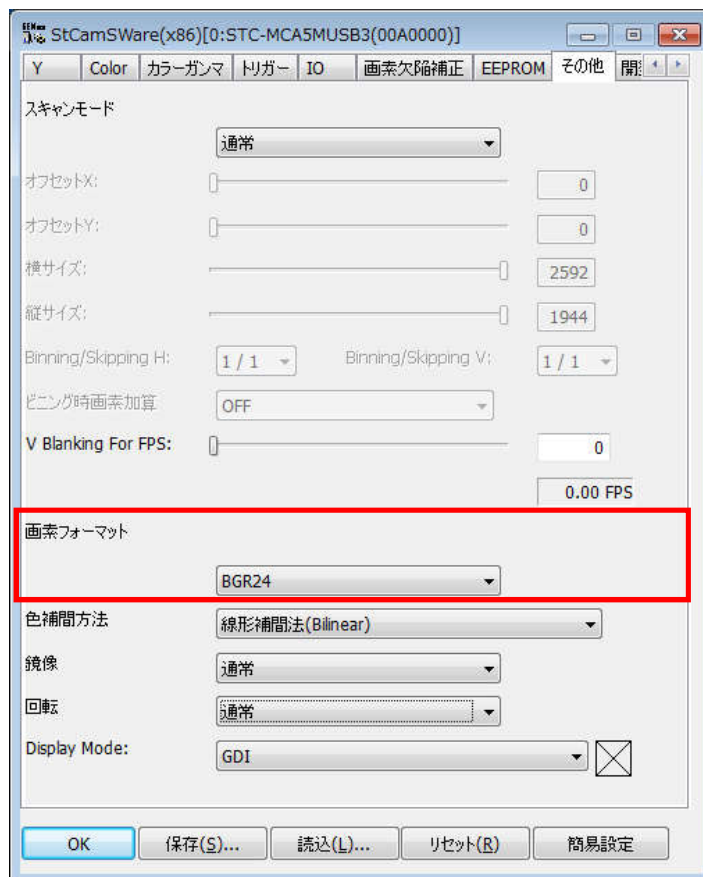 StCamSWare(x86)[0:STC-MCA5MUSB3(00A0000)]
Y Color カラーガンマ トリガー IO 画素欠陥補正 EEPROM その他
スキャンモード
通常
オフセットX: 0
オフセットY: 0
横サイズ: 2592
縦サイズ: 1944
Binning/Skipping H: 1 / 1 Binning/Skipping V: 1 / 1
ビニング時画素加算 OFF
V Blanking For FPS: 0
0.00 FPS
画素フォーマット
BGR24
色補間方法 線形補間法(Bilinear)
鏡像 通常
回転 通常
Display Mode: GDI
OK 保存(S)... 読込(L)... リセット(R) 簡易設定